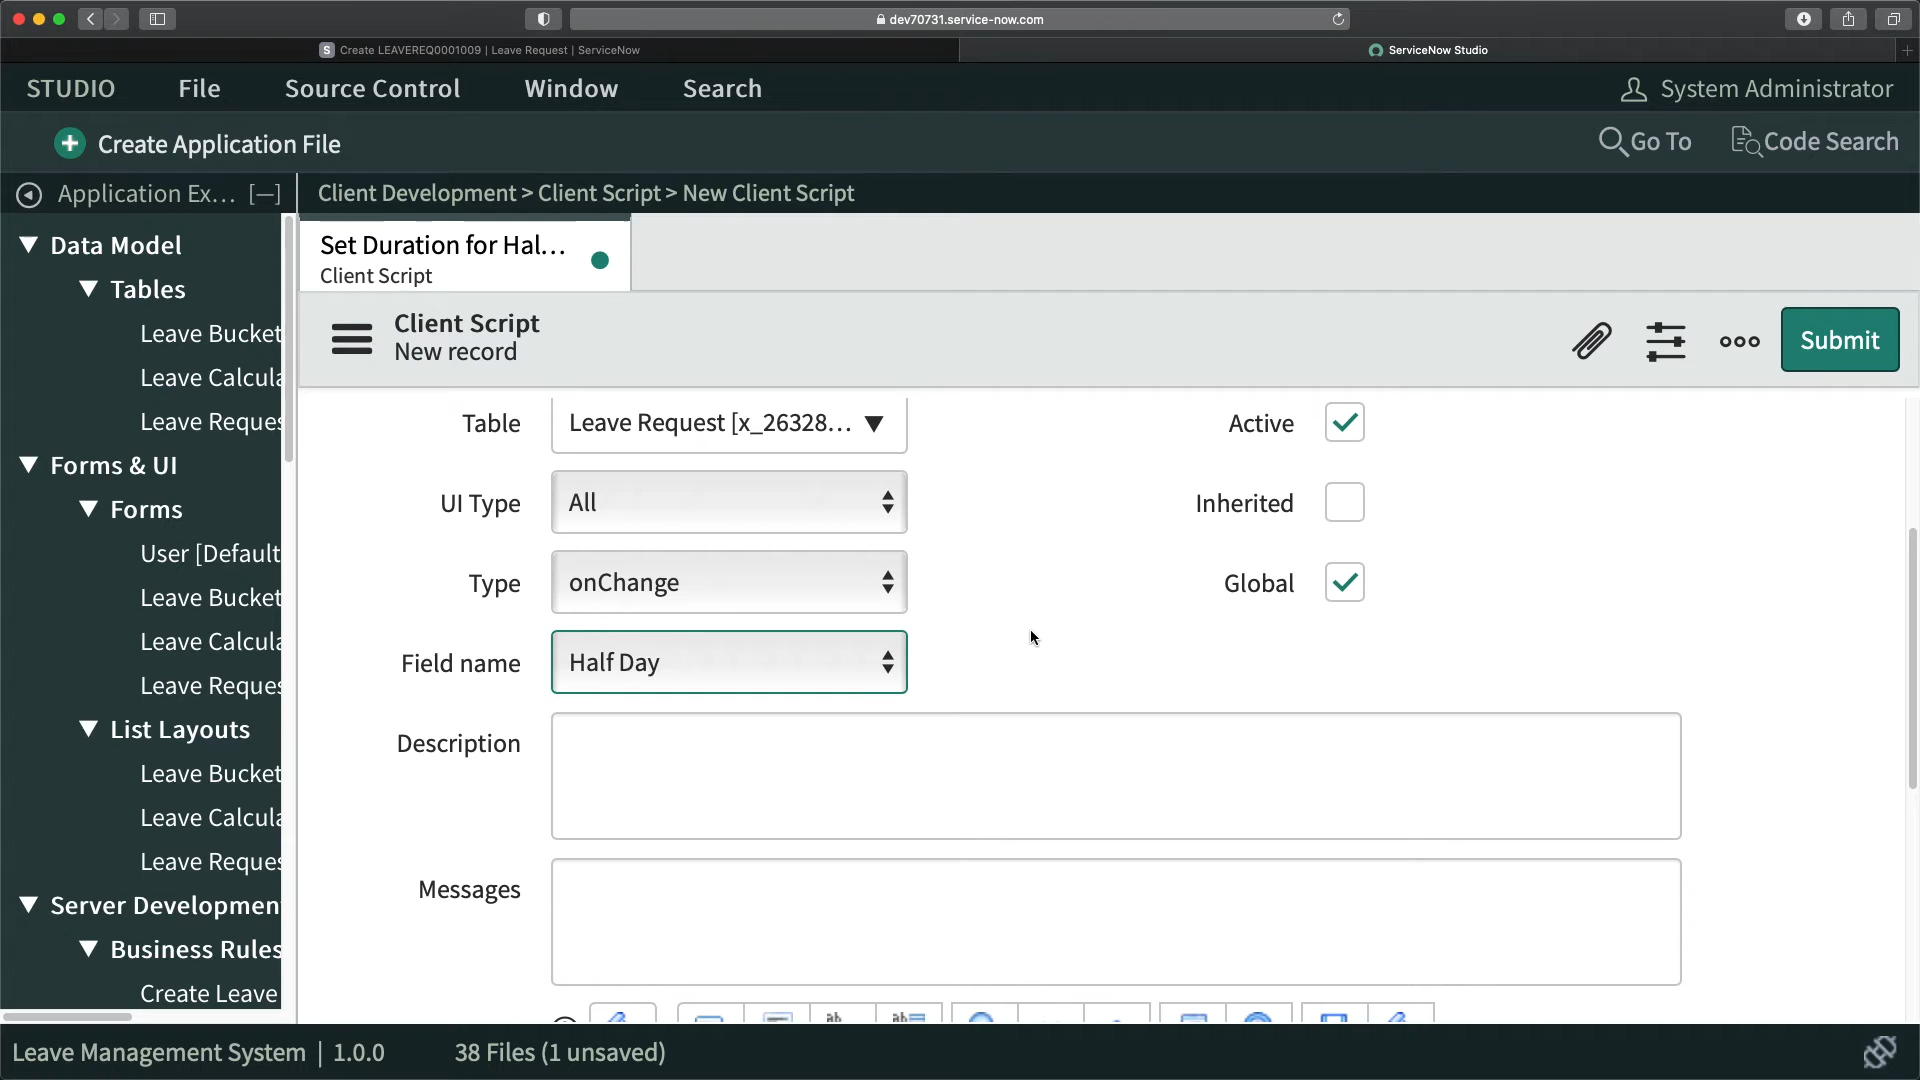 dev70731.service-now.com
S Create LEAVEREQ0001009 | Leave Request | ServiceNow
ServiceNow Studio
STUDIO File Source Control Window Search
System Administrator
Create Application File
Go To Code Search
Application Ex... [—]
Client Development > Client Script > New Client Script
Data Model
Tables
Leave Bucket
Leave Calcula
Leave Reques
Forms & UI
Forms
User [Default
Leave Bucket
Leave Calcula
Leave Reques
List Layouts
Leave Bucket
Leave Calcula
Leave Reques
Server Developmen
Business Rules
Create Leave
Set Duration for Hal...
Client Script
Client Script
New record
Submit
Table Leave Request [x_26328...
Active
UI Type All
Inherited
Type onChange
Global
Field name Half Day
Description
Messages
Leave Management System | 1.0.0
38 Files (1 unsaved)